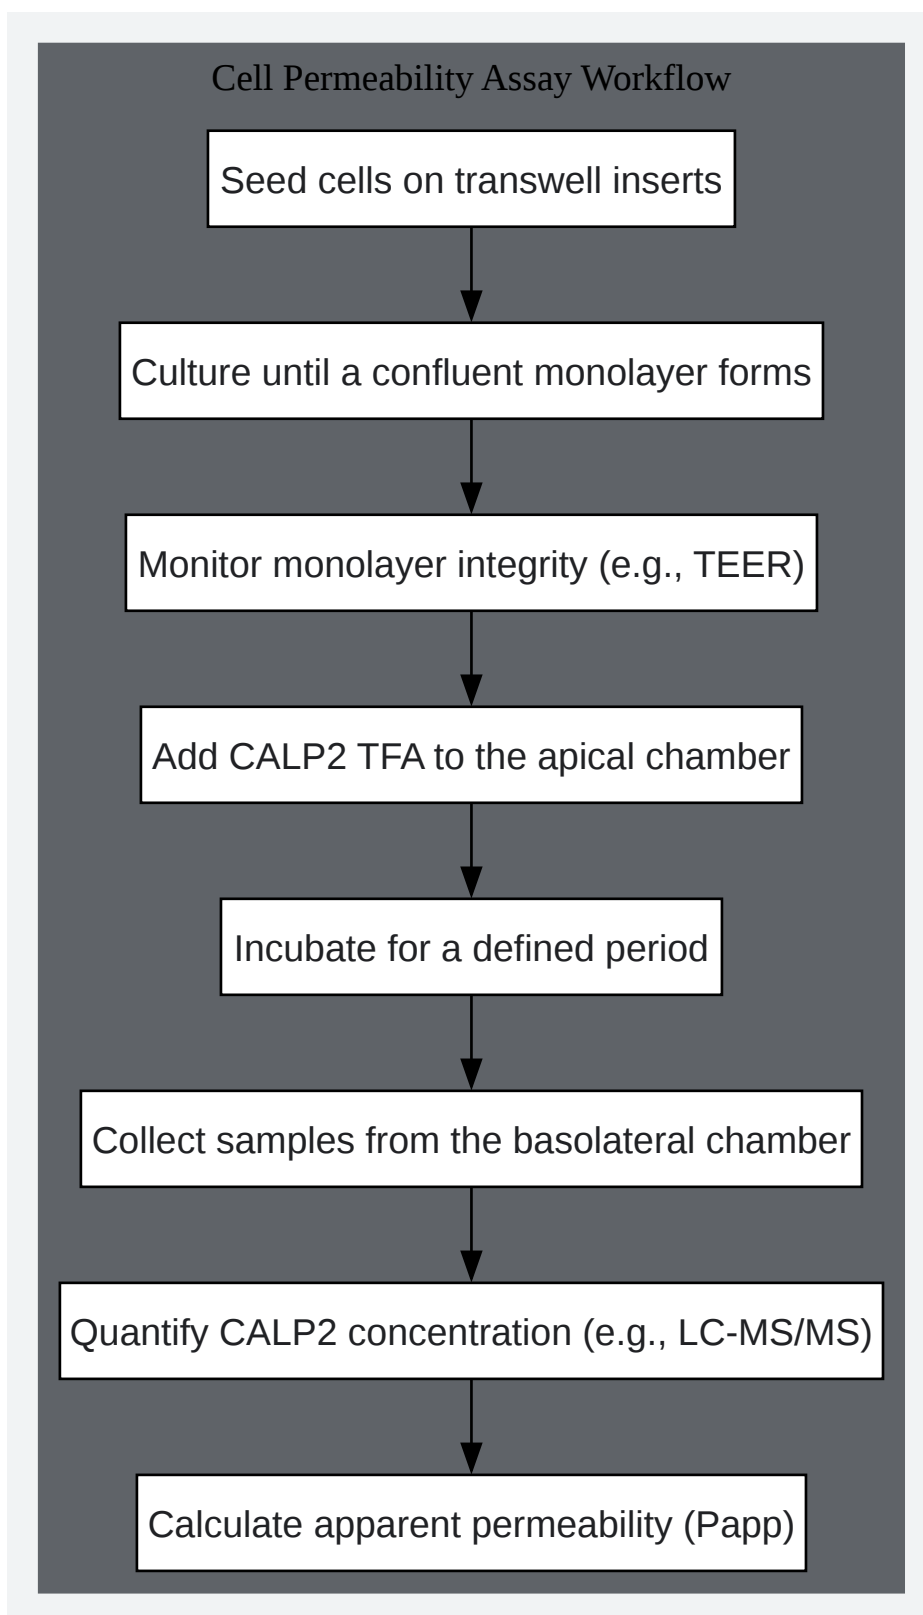 Cell Permeability Assay Workflow
Seed cells on transwell inserts
Culture until a confluent monolayer forms
Monitor monolayer integrity (e.g., TEER)
Add CALP2 TFA to the apical chamber
Incubate for a defined period
Collect samples from the basolateral chamber
Quantify CALP2 concentration (e.g., LC-MS/MS)
Calculate apparent permeability (Papp)